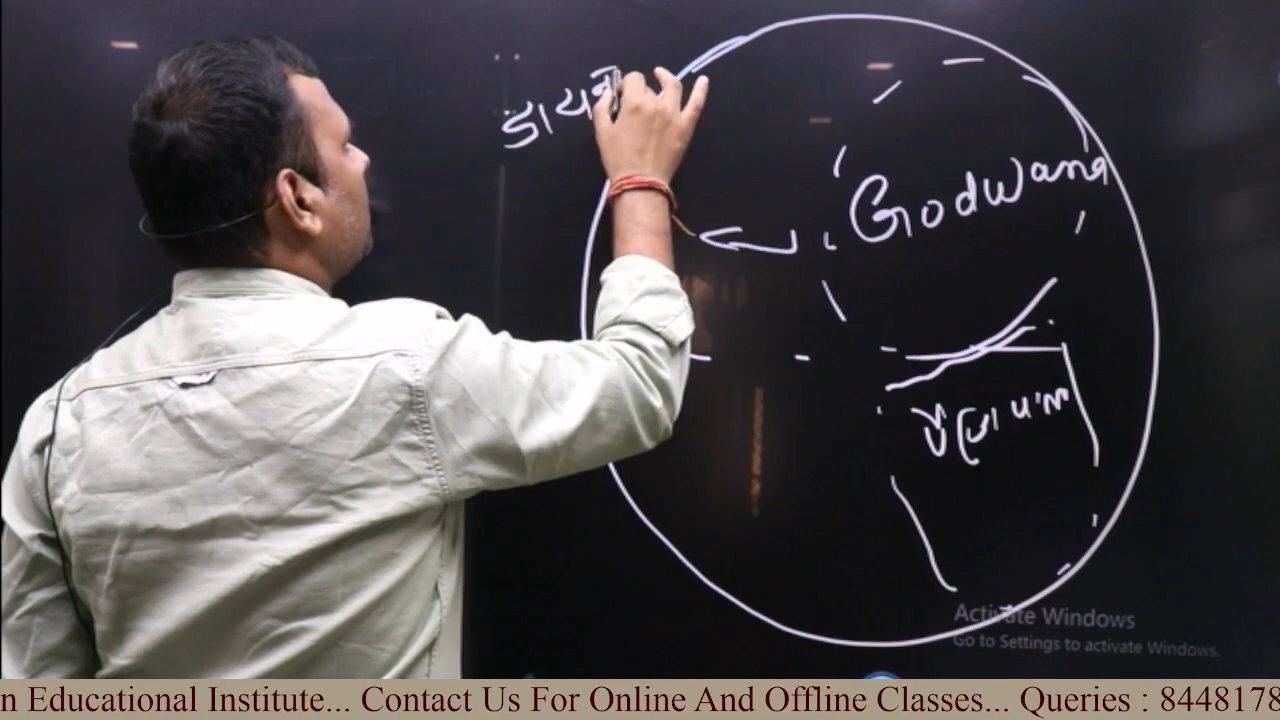 डायन
Godwana
Activate Windows
Go to Settings to activate Windows.
n Educational Institute... Contact Us For Online And Offline Classes... Queries : 8448178